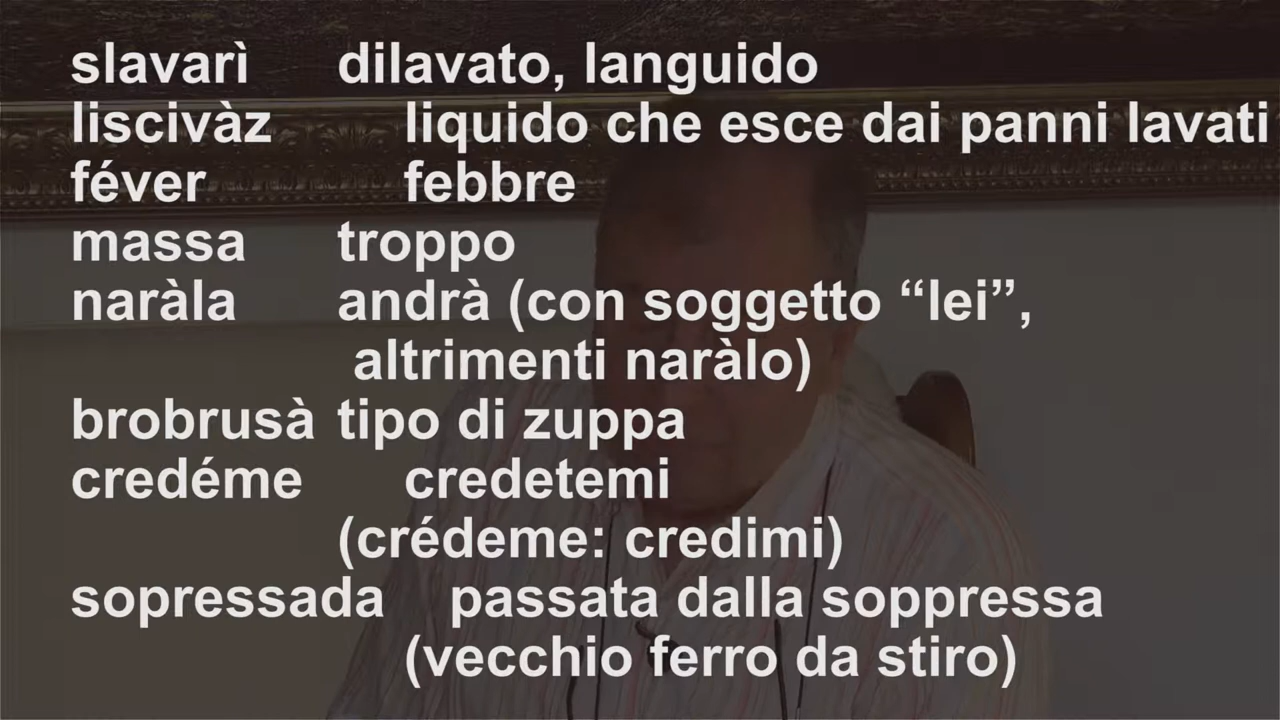 slavarì dilavato, languido
liscivàz liquido che esce dai panni lavati
féver febbre
massa troppo
naràla andrà (con soggetto “lei”,
altrimenti naràlo)
brobrusà tipo di zuppa
credéme credetemi
(crédeme: credimi)
sopressada passata dalla soppressa
(vecchio ferro da stiro)